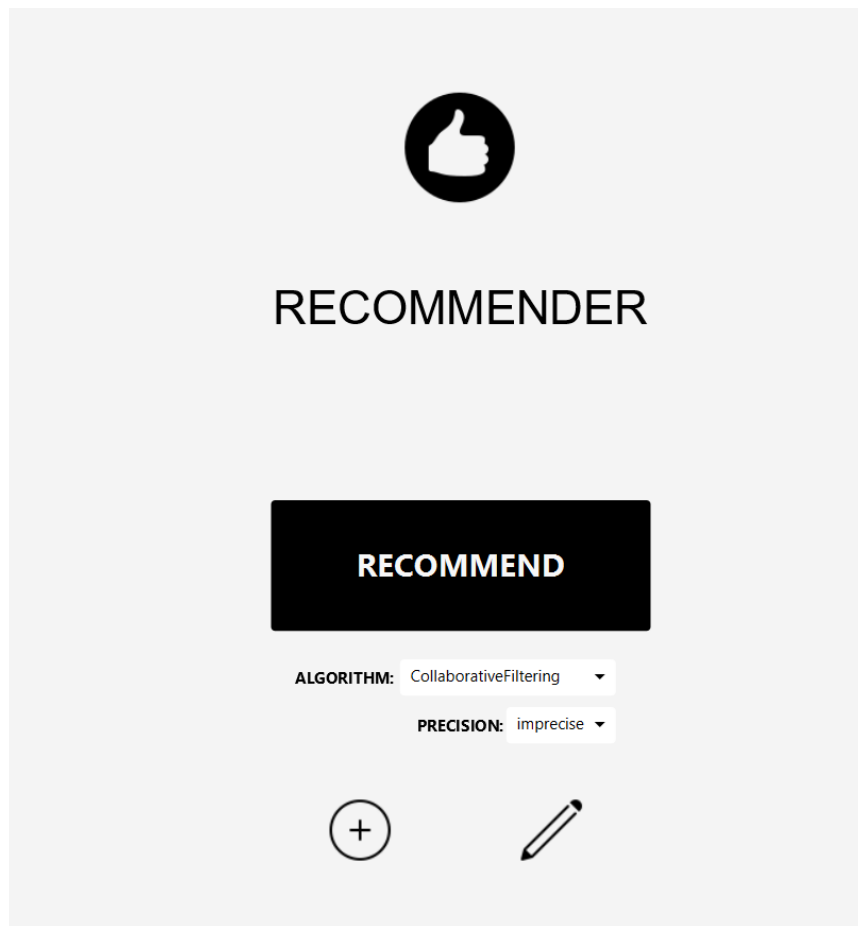 RECOMMENDER
RECOMMEND
ALGORITHM: CollaborativeFiltering
PRECISION: imprecise